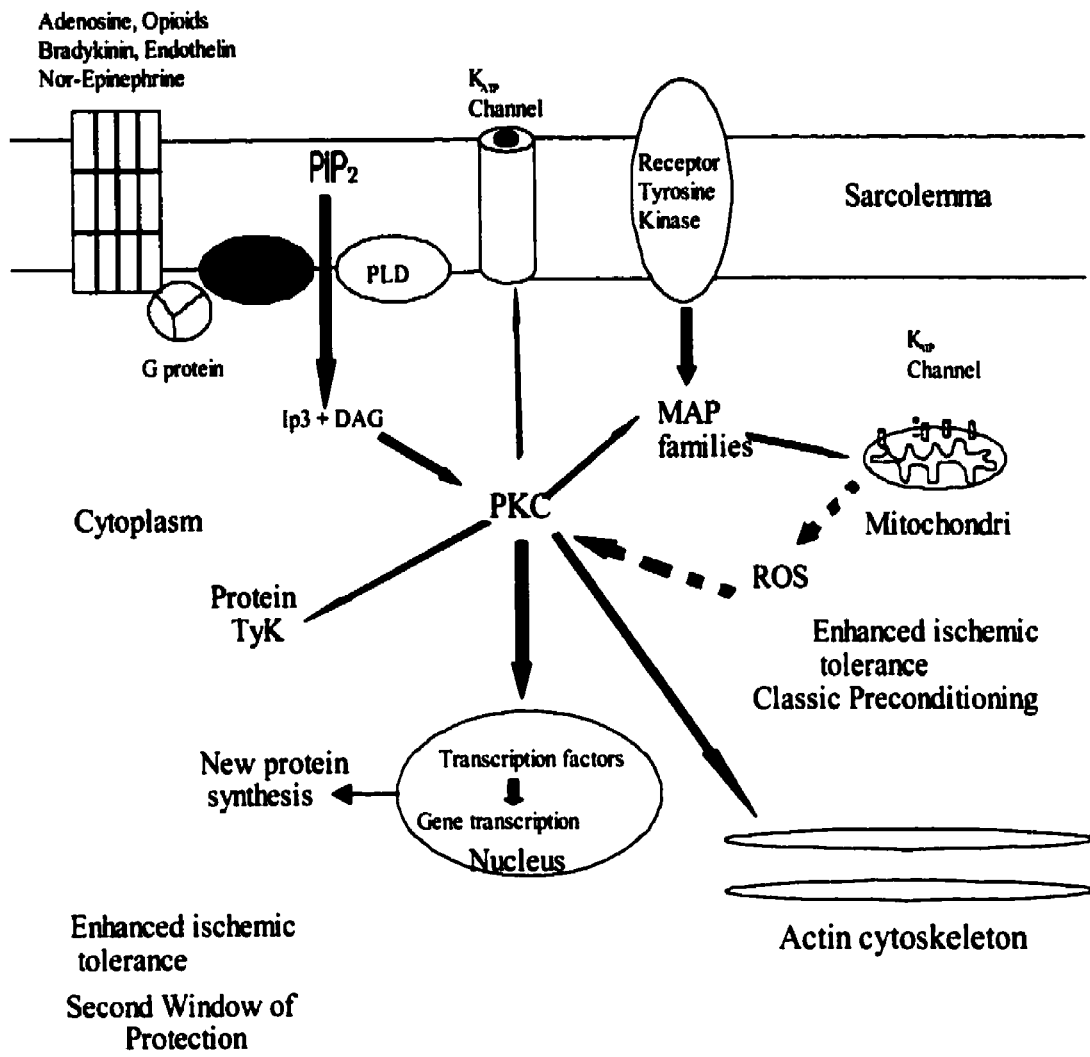 Adenosine, Opioids
Bradykinin, Endothelin
Nor-Epinephrine
K ATP
Channel
PiP2
Receptor
Tyrosine
Kinase
Sarcolemma
PLD
G protein
K ATP
Channel
Ip3 + DAG
MAP
families
PKC
Cytoplasm
Mitochondri
ROS
Protein
TyK
Enhanced ischemic
tolerance
Classic Preconditioning
New protein
synthesis
Transcription factors
Gene transcription
Nucleus
Enhanced ischemic
tolerance
Actin cytoskeleton
Second Window of
Protection